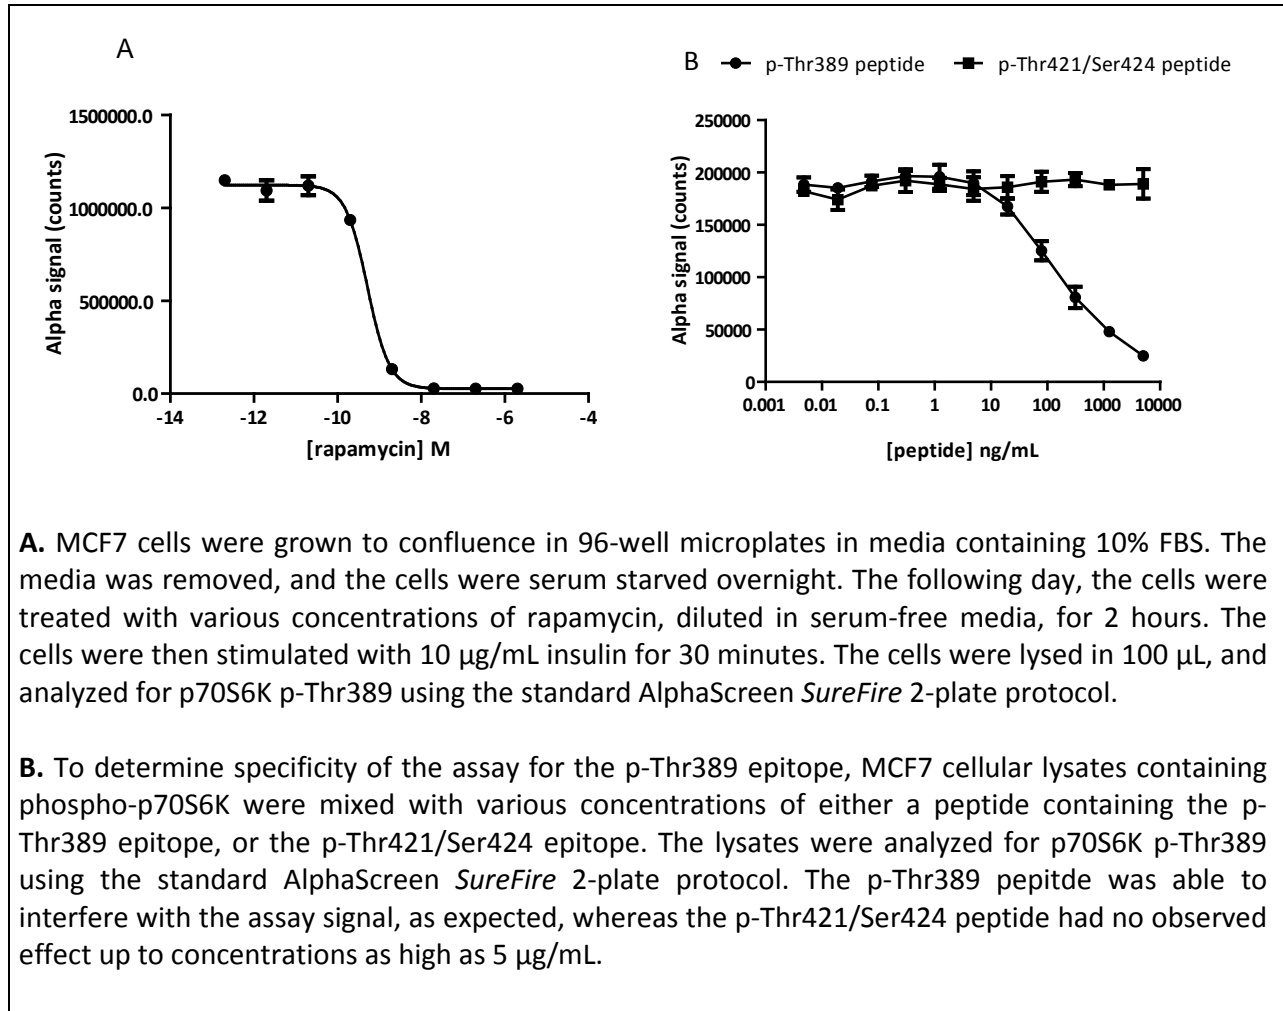 A
1500000.0
1000000.0
500000.0
0.0
Alpha signal (counts)
-14 -12 -10 -8 -6 -4
[rapamycin] M
B p-Thr389 peptide p-Thr421/Ser424 peptide
250000
200000
150000
100000
50000
0
Alpha signal (counts)
0.001 0.01 0.1 1 10 100 1000 10000
[peptide] ng/mL
A. MCF7 cells were grown to confluence in 96-well microplates in media containing 10% FBS. The
media was removed, and the cells were serum starved overnight. The following day, the cells were
treated with various concentrations of rapamycin, diluted in serum-free media, for 2 hours. The
cells were then stimulated with 10 µg/mL insulin for 30 minutes. The cells were lysed in 100 µL, and
analyzed for p70S6K p-Thr389 using the standard AlphaScreen SureFire 2-plate protocol.
B. To determine specificity of the assay for the p-Thr389 epitope, MCF7 cellular lysates containing
phospho-p70S6K were mixed with various concentrations of either a peptide containing the p-
Thr389 epitope, or the p-Thr421/Ser424 epitope. The lysates were analyzed for p70S6K p-Thr389
using the standard AlphaScreen SureFire 2-plate protocol. The p-Thr389 pepitde was able to
interfere with the assay signal, as expected, whereas the p-Thr421/Ser424 peptide had no observed
effect up to concentrations as high as 5 µg/mL.